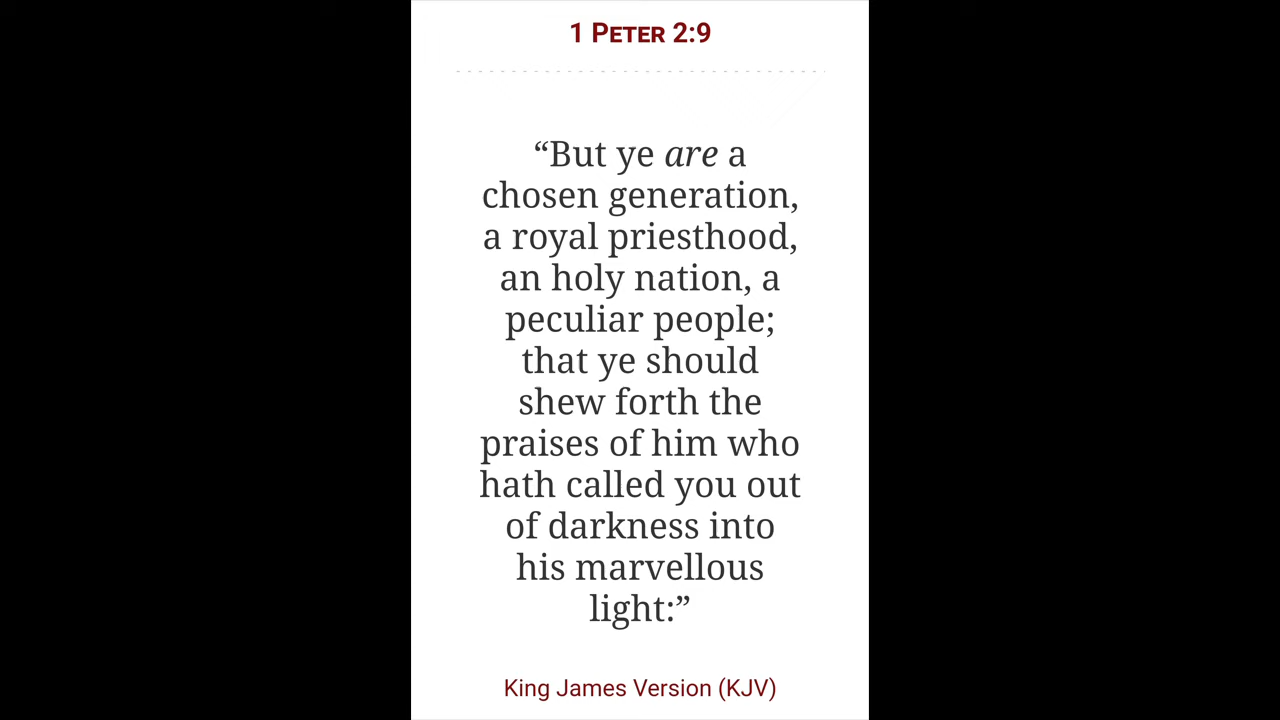 1 Peter 2:9
“But ye are a
chosen generation,
a royal priesthood,
an holy nation, a
peculiar people;
that ye should
shew forth the
praises of him who
hath called you out
of darkness into
his marvellous
light:”
King James Version (KJV)